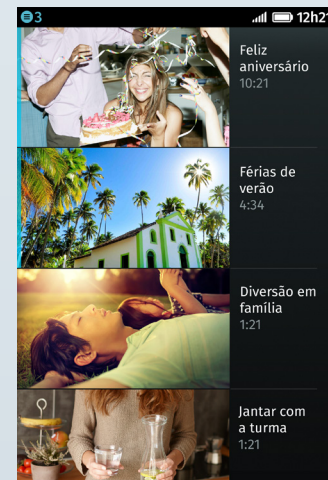 3 12h21
Feliz
aniversário
10:21
Férias de
verão
4:34
Diversão em
família
1:21
Jantar com
a turma
1:21